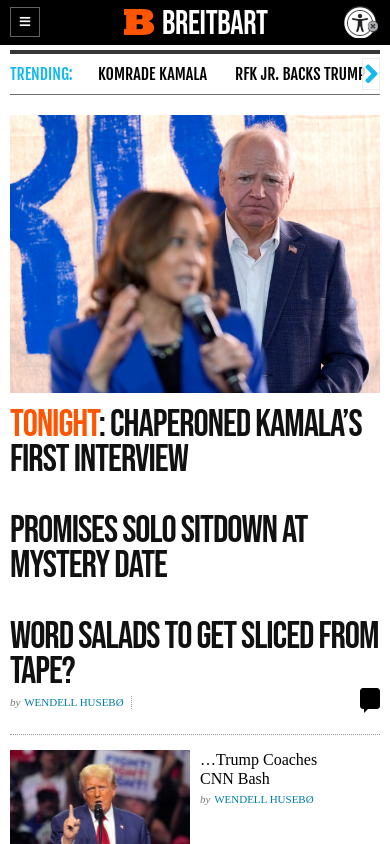 BREITBART
TRENDING:
KOMRADE KAMALA
RFK JR. BACKS TRUMP
TONIGHT: CHAPERONED KAMALA'S
FIRST INTERVIEW
PROMISES SOLO SITDOWN AT
MYSTERY DATE
WORD SALADS TO GET SLICED FROM
TAPE?
by WENDELL HUSEBØ
FIGHT!
…Trump Coaches
CNN Bash
by WENDELL HUSEBØ